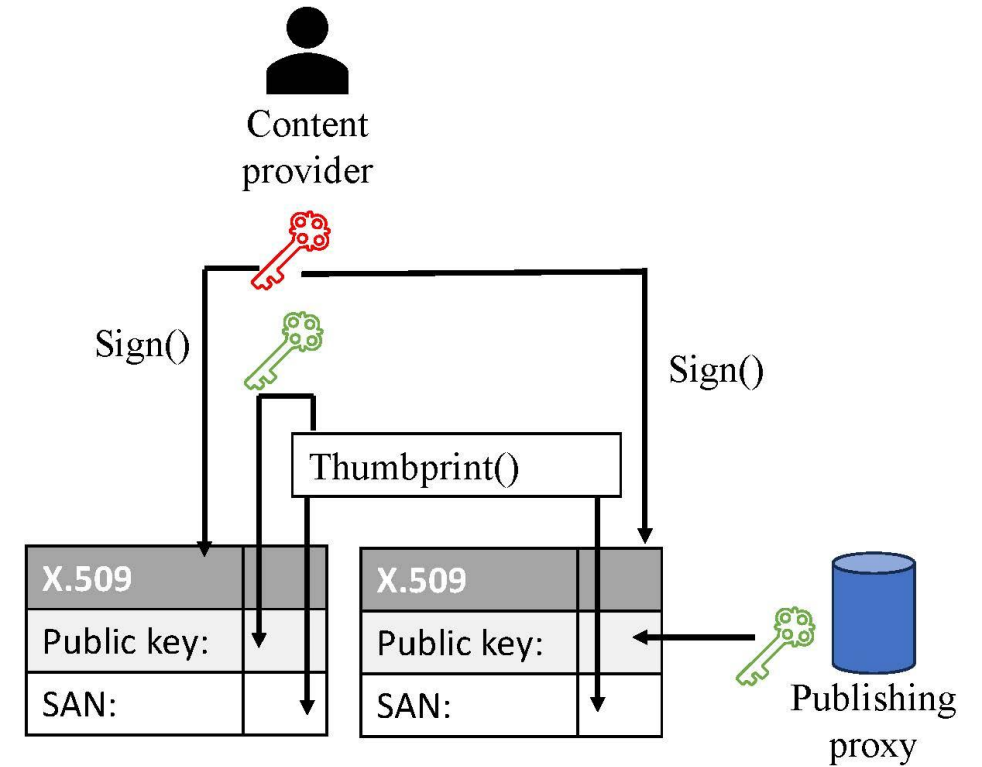 Content
provider
Sign()
Sign()
Thumbprint()
X.509
Public key:
SAN:
X.509
Public key:
SAN:
Publishing
proxy